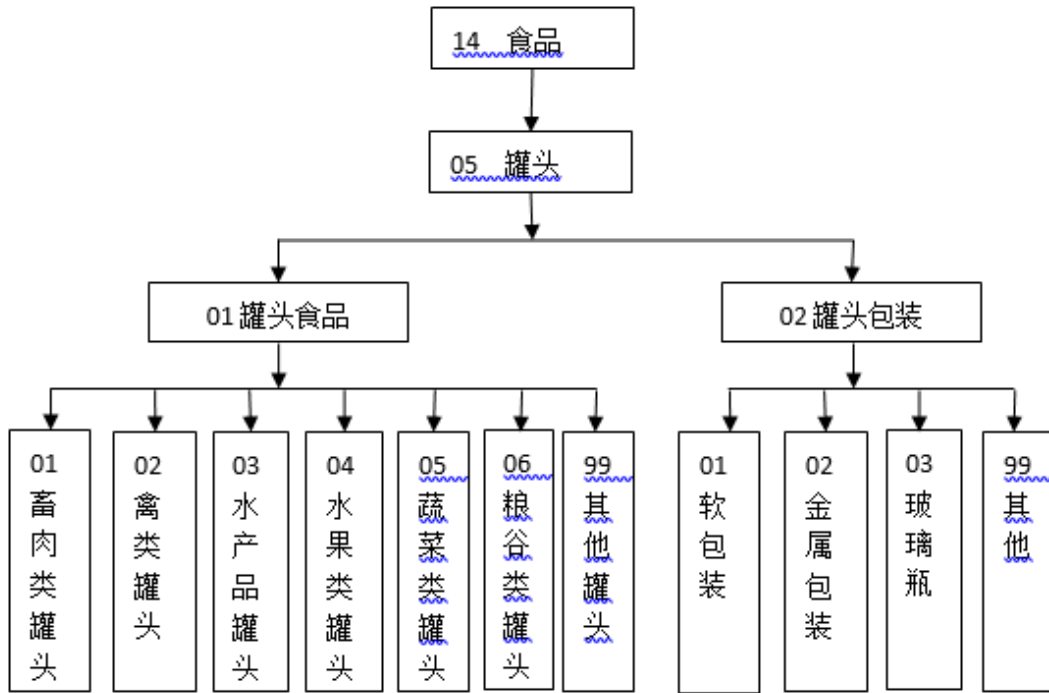 14 食品
05 罐头
01 罐头食品
02 罐头包装
01 畜肉类罐头
02 禽类罐头
03 水产品罐头
04 水果类罐头
05 蔬菜类罐头
06 粮谷类罐头
99 其他罐头
01 软包装
02 金属包装
03 玻璃瓶
99 其他